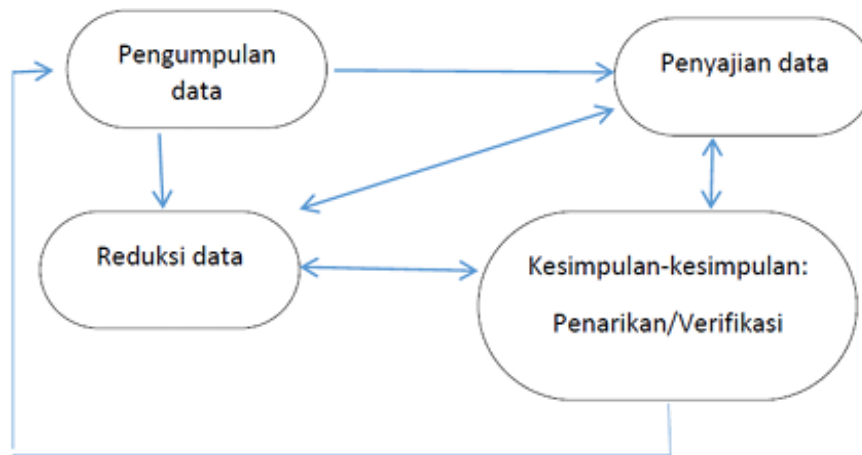 Pengumpulan
data
Penyajian data
Reduksi data
Kesimpulan-kesimpulan:
Penarikan/Verifikasi